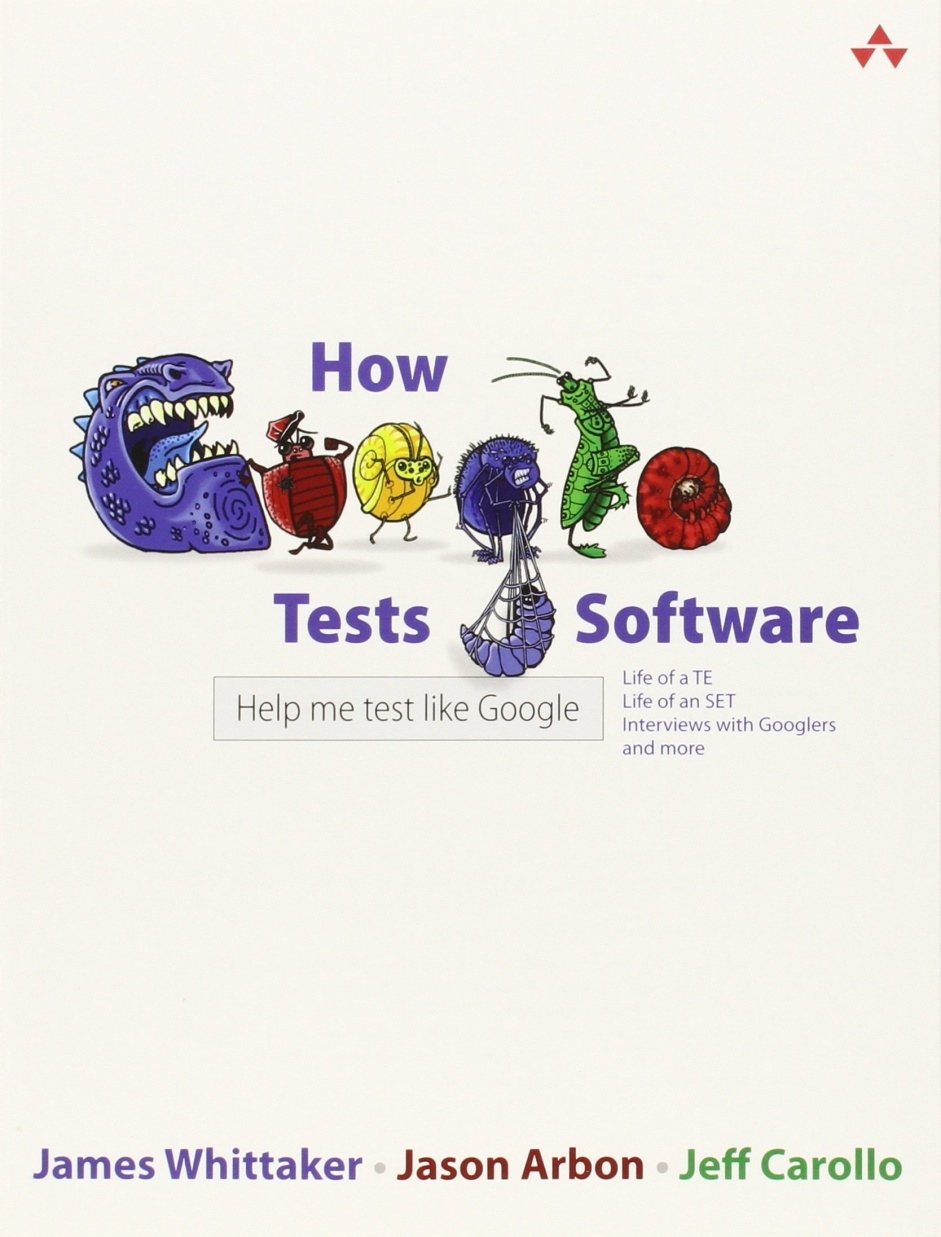 How
Google
Tests Software
Help me test like Google
Life of a TE
Life of an SET
Interviews with Googlers
and more
James Whittaker • Jason Arbon • Jeff Carollo